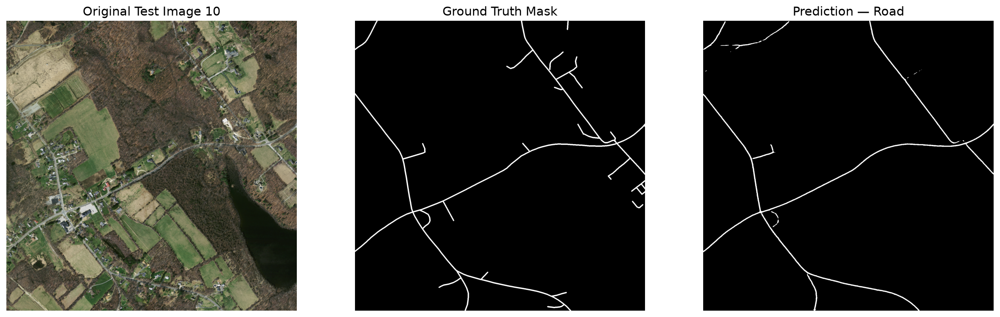 Original Test Image 10
Ground Truth Mask
Prediction — Road